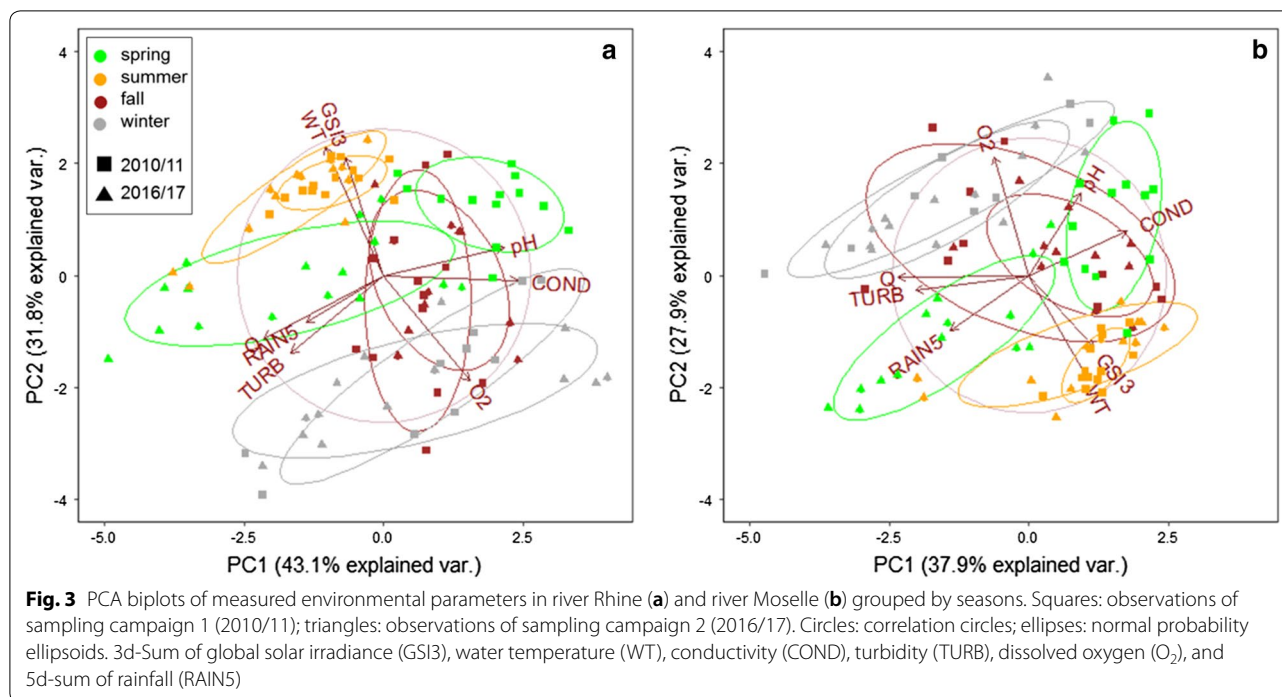 a
spring
summer
fall
winter
2010/11
2016/17
GSI3
WT
pH
COND
O2
Q
RAIN5
TURB
4
2
0
-2
-4
PC2 (31.8% explained var.)
-5.0
-2.5
0.0
2.5
PC1 (43.1% explained var.)
b
O2
pH
COND
Q
TURB
RAIN5
GSI3
WT
4
2
0
-2
-4
PC2 (27.9% explained var.)
-5.0
-2.5
0.0
2.5
PC1 (37.9% explained var.)
Fig. 3 PCA biplots of measured environmental parameters in river Rhine (a) and river Moselle (b) grouped by seasons. Squares: observations of
sampling campaign 1 (2010/11); triangles: observations of sampling campaign 2 (2016/17). Circles: correlation circles; ellipses: normal probability
ellipsoids. 3d-Sum of global solar irradiance (GSI3), water temperature (WT), conductivity (COND), turbidity (TURB), dissolved oxygen (O₂), and
5d-sum of rainfall (RAIN5)